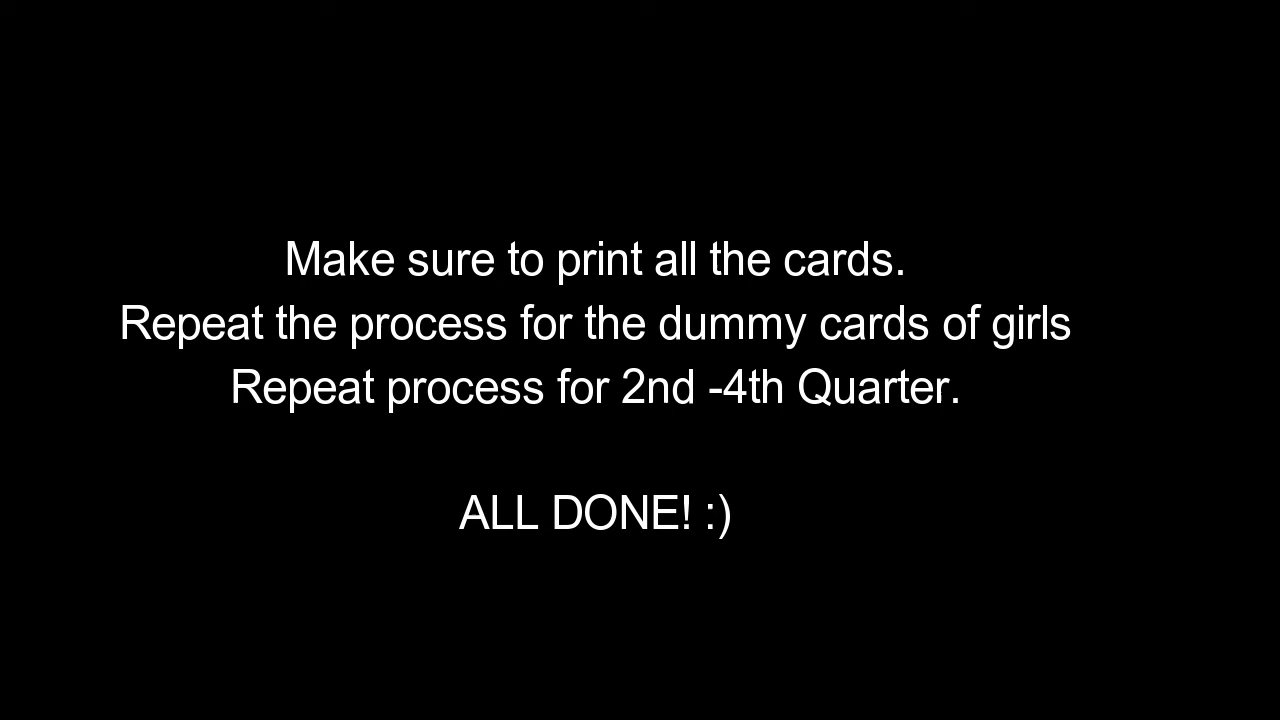 Make sure to print all the cards.
Repeat the process for the dummy cards of girls
Repeat process for 2nd -4th Quarter.
ALL DONE! :)